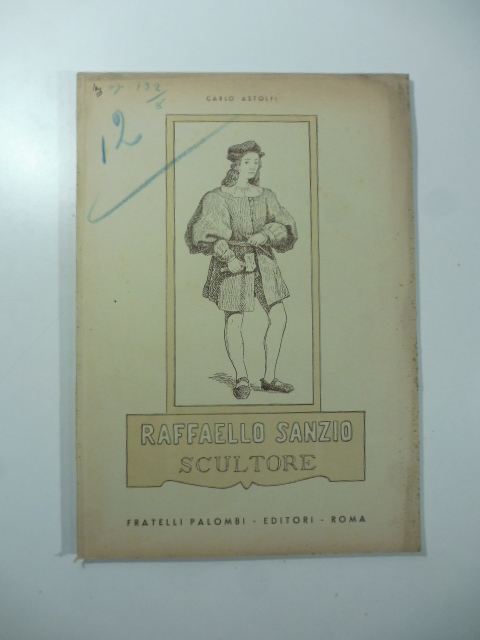 CARLO ASTOLFI
12
RAFFAELLO SANZIO
SCULTORE
FRATELLI PALOMBI - EDITORI - ROMA